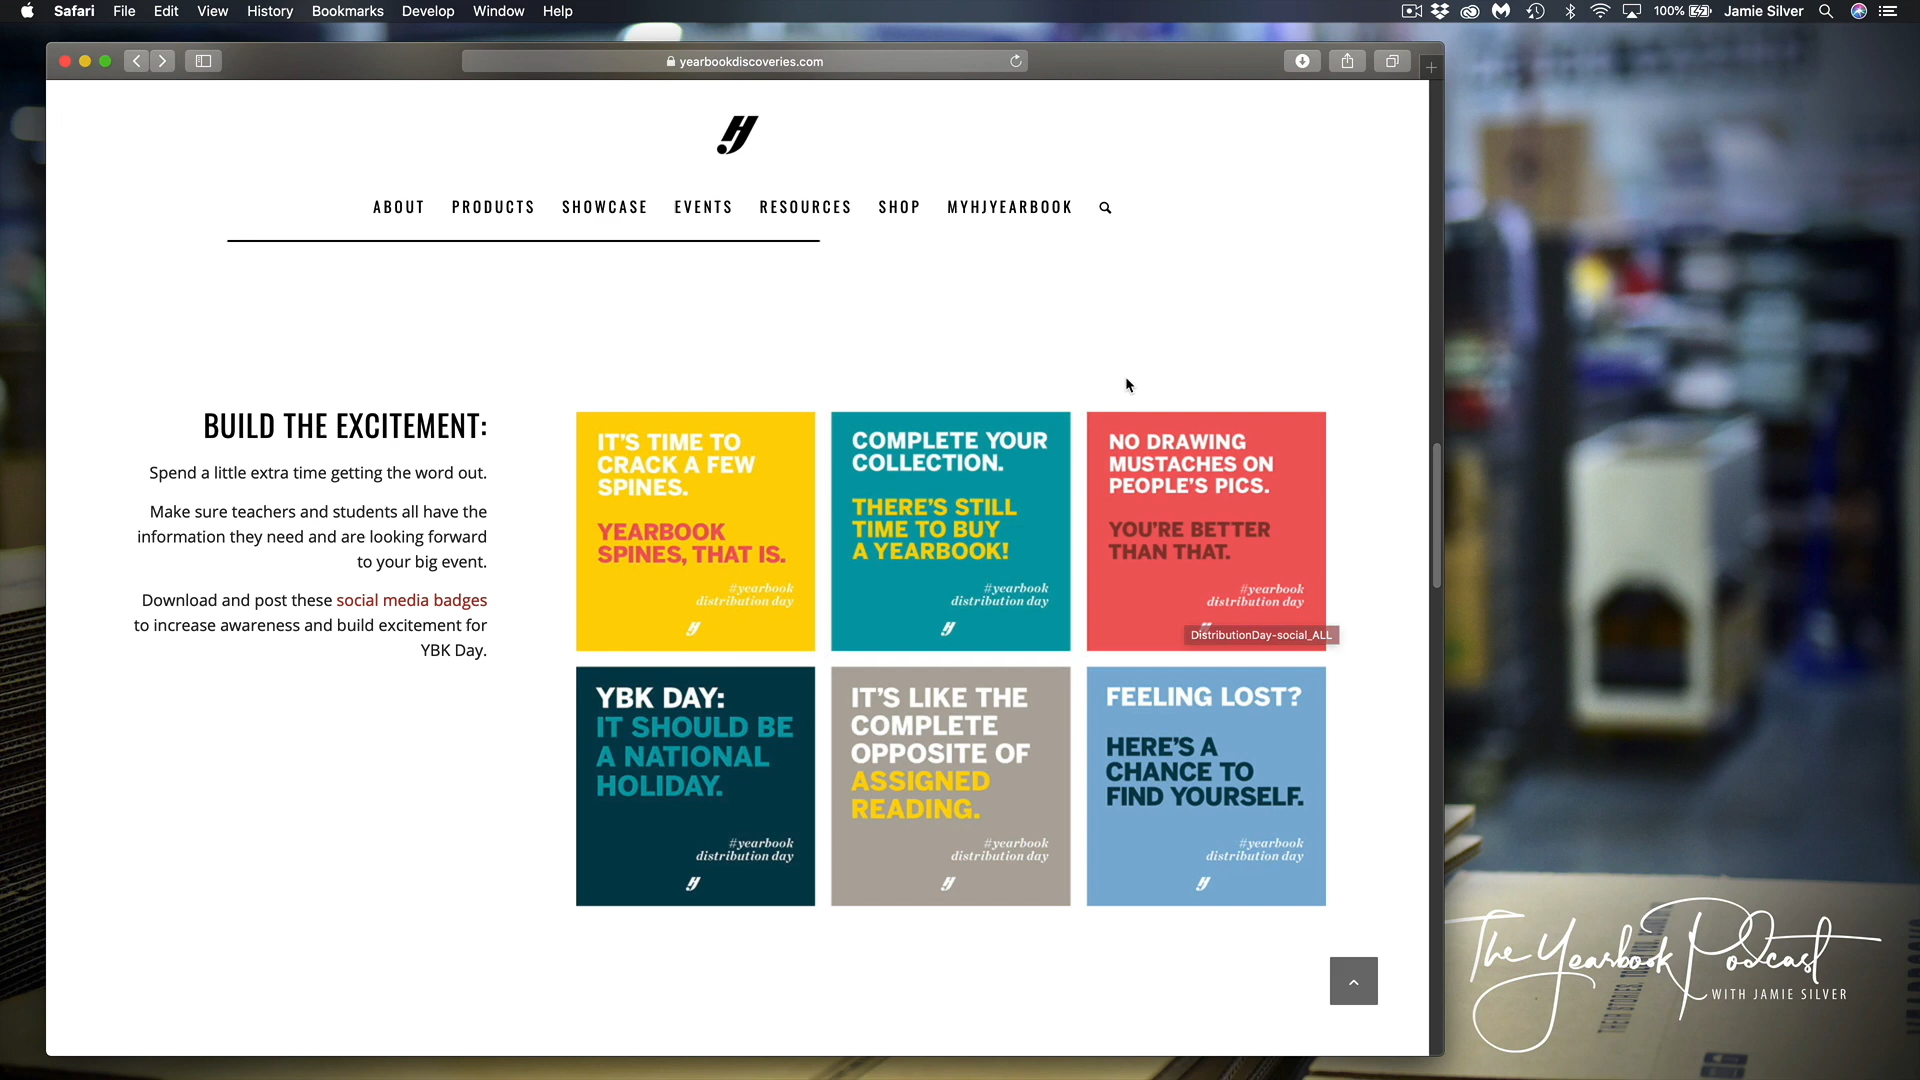 Safari File Edit View History Bookmarks Develop Window Help
100% Jamie Silver
yearbookdiscoveries.com
ABOUT PRODUCTS SHOWCASE EVENTS RESOURCES SHOP MYHJYEARBOOK
BUILD THE EXCITEMENT:
Spend a little extra time getting the word out.
Make sure teachers and students all have the
information they need and are looking forward
to your big event.
Download and post these social media badges
to increase awareness and build excitement for
YBK Day.
IT'S TIME TO
CRACK A FEW
SPINES.
YEARBOOK
SPINES, THAT IS.
#yearbook
distribution day
COMPLETE YOUR
COLLECTION.
THERE'S STILL
TIME TO BUY
A YEARBOOK!
#yearbook
distribution day
NO DRAWING
MUSTACHES ON
PEOPLE'S PICS.
YOU'RE BETTER
THAN THAT.
#yearbook
distribution day
DistributionDay-social_ALL
YBK DAY:
IT SHOULD BE
A NATIONAL
HOLIDAY.
#yearbook
distribution day
IT'S LIKE THE
COMPLETE
OPPOSITE OF
ASSIGNED
READING.
#yearbook
distribution day
FEELING LOST?
HERE'S A
CHANCE TO
FIND YOURSELF.
#yearbook
distribution day
The Yearbook Podcast
WITH JAMIE SILVER